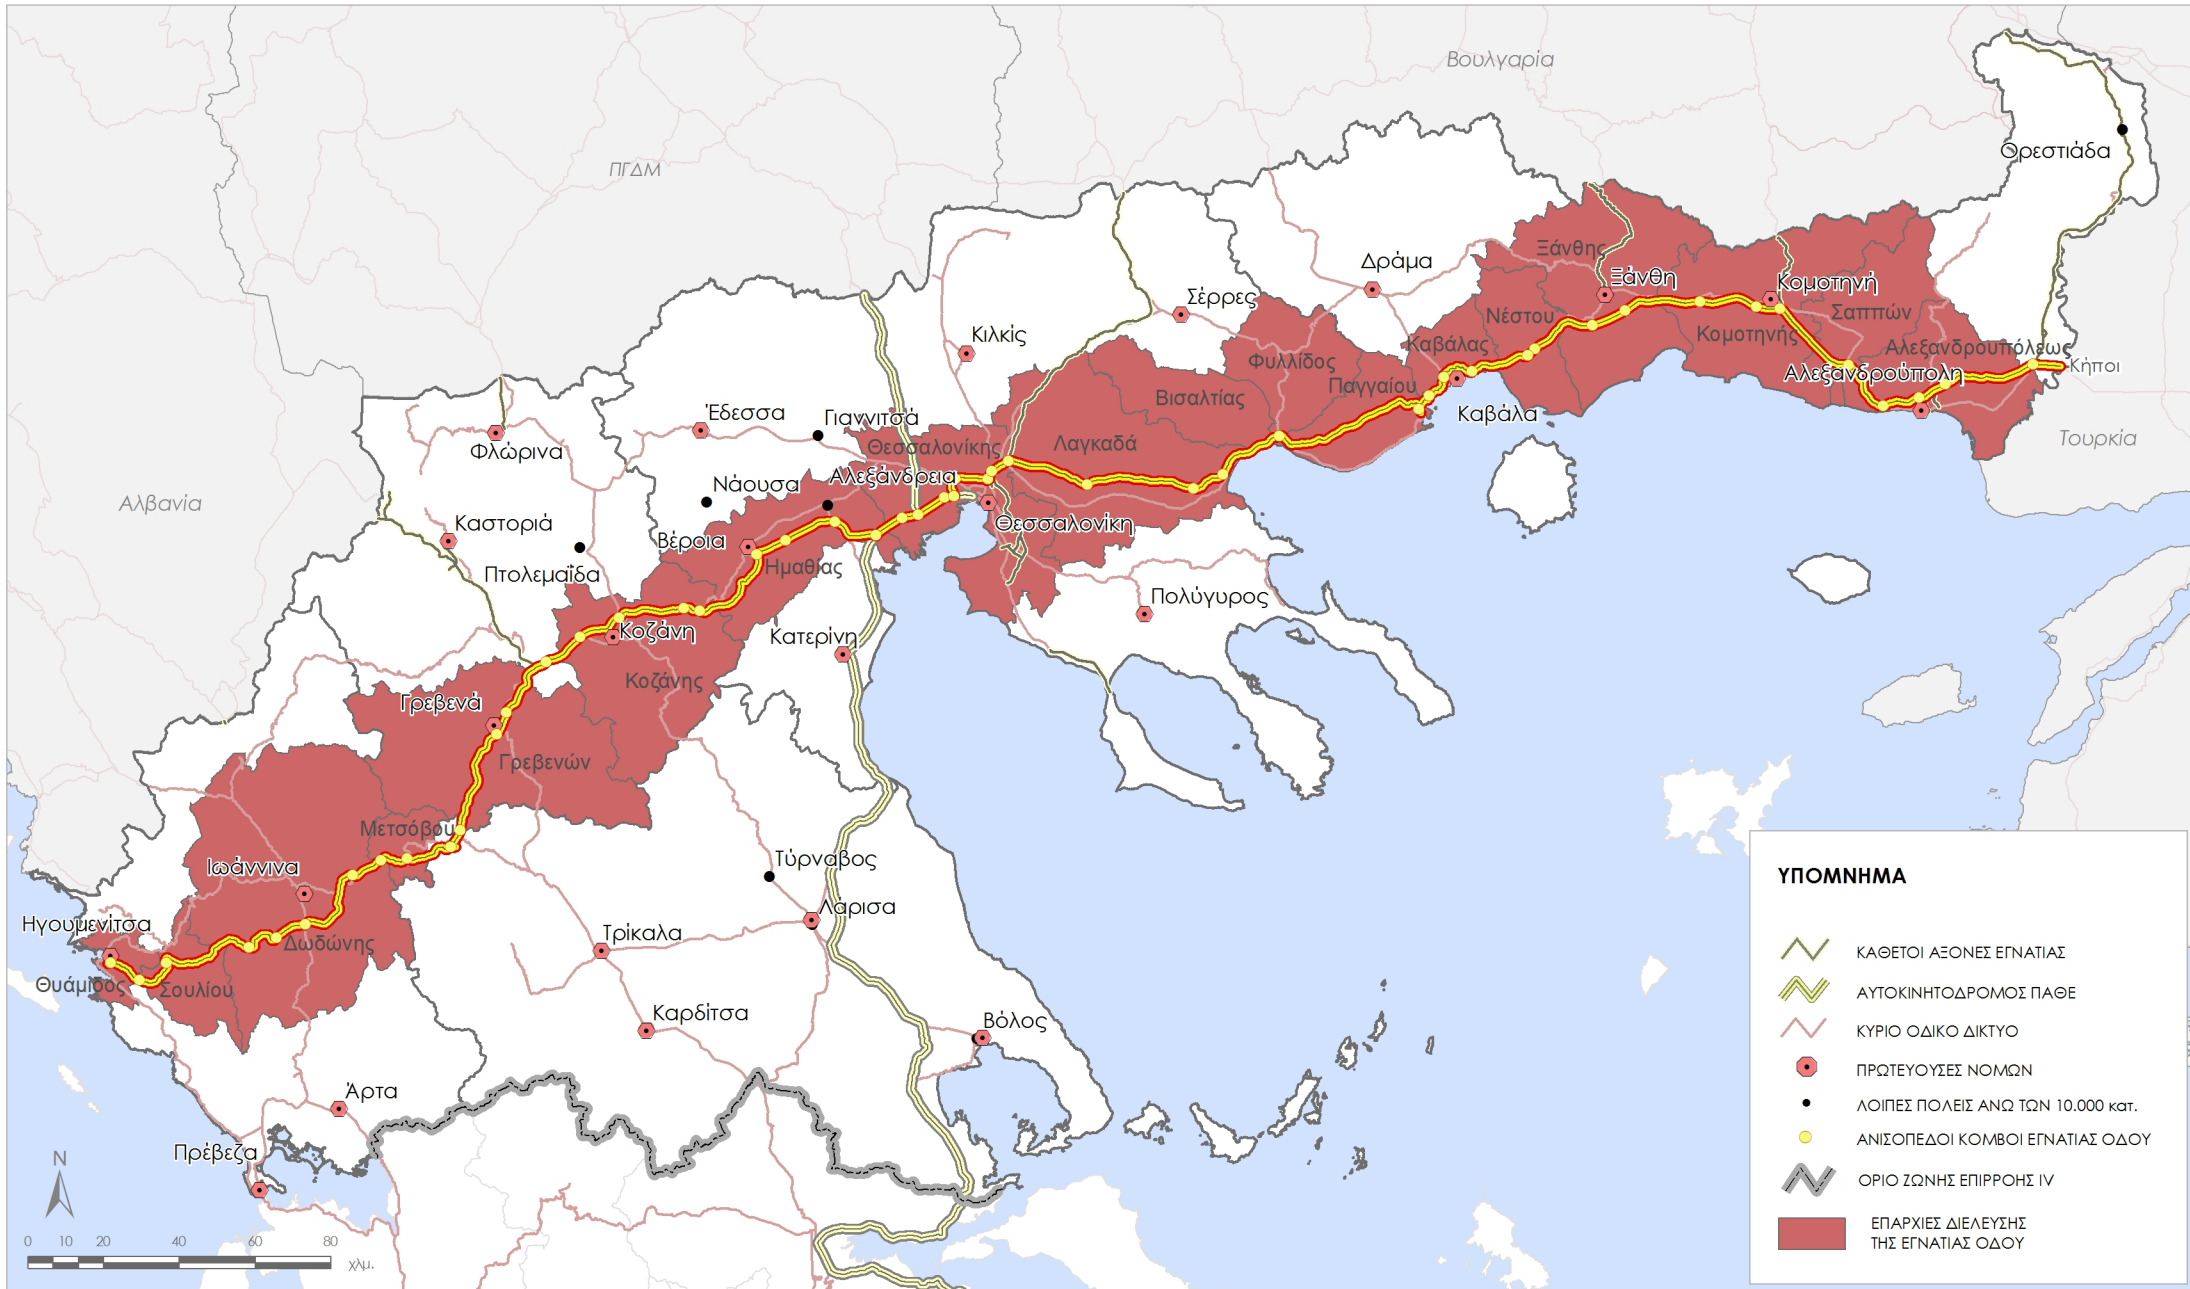 Βουλγαρία
Ορεστιάδα
ΠΓΔΜ
Ξάνθης
Δράμα
Ξάνθη
Κομοτηνή
Σέρρες
Σαππών
Νέστου
Κομοτηνής
Κιλκίς
Καβάλας
Αλεξανδρουπόλεως
Φυλλίδος
Κήποι
Αλεξανδρούπολη
Παγγαίου
Βισαλτίας
Έδεσσα
Γιαννιτσά
Καβάλα
Τουρκία
Θεσσαλονίκης
Λαγκαδά
Φλώρινα
Αλεξάνδρεια
Νάουσα
Αλβανία
Καστοριά
Θεσσαλονίκη
Βέροια
Ημαθίας
Πτολεμαΐδα
Πολύγυρος
Κοζάνη
Κατερίνη
Κοζάνης
Γρεβενά
Γρεβενών
Μετσόβου
Τύρναβος
Ιωάννινα
Λάρισα
Ηγουμενίτσα
Τρίκαλα
Δωδώνης
Θυάμιδος
Σουλίου
Καρδίτσα
Βόλος
Άρτα
Πρέβεζα
N
0 10 20 40 60 80
χλμ.
ΥΠΟΜΝΗΜΑ
ΚΑΘΕΤΟΙ ΑΞΟΝΕΣ ΕΓΝΑΤΙΑΣ
ΑΥΤΟΚΙΝΗΤΟΔΡΟΜΟΣ ΠΑΘΕ
ΚΥΡΙΟ ΟΔΙΚΟ ΔΙΚΤΥΟ
ΠΡΩΤΕΥΟΥΣΕΣ ΝΟΜΩΝ
ΛΟΙΠΕΣ ΠΟΛΕΙΣ ΑΝΩ ΤΩΝ 10.000 κατ.
ΑΝΙΣΟΠΕΔΟΙ ΚΟΜΒΟΙ ΕΓΝΑΤΙΑΣ ΟΔΟΥ
ΟΡΙΟ ΖΩΝΗΣ ΕΠΙΡΡΟΗΣ IV
ΕΠΑΡΧΙΕΣ ΔΙΕΛΕΥΣΗΣ
ΤΗΣ ΕΓΝΑΤΙΑΣ ΟΔΟΥ